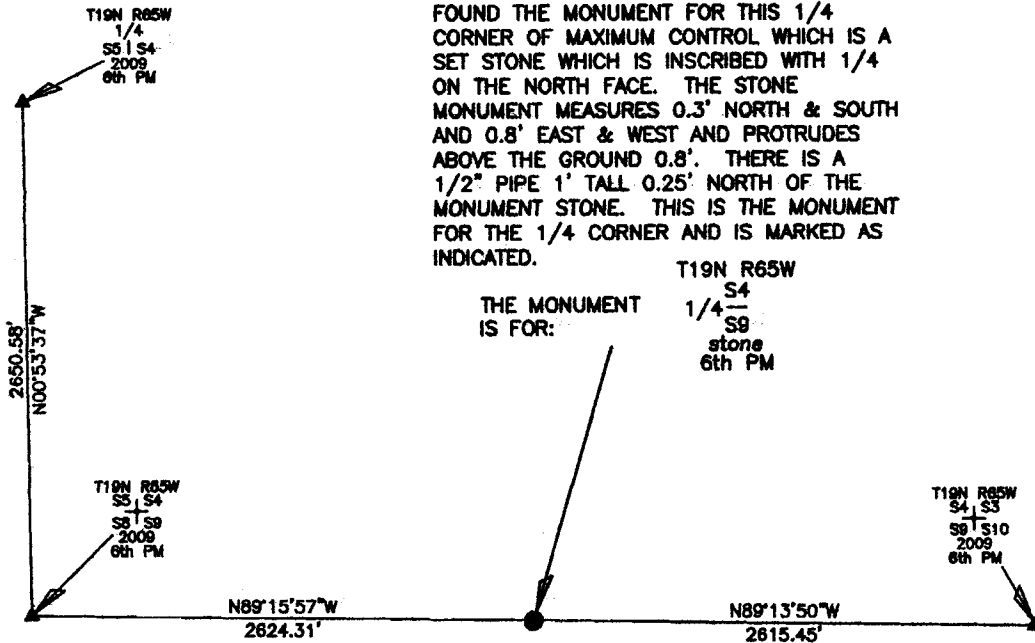 T19N R65W
1/4
S5 | S4
2009
6th PM
FOUND THE MONUMENT FOR THIS 1/4
CORNER OF MAXIMUM CONTROL WHICH IS A
SET STONE WHICH IS INSCRIBED WITH 1/4
ON THE NORTH FACE. THE STONE
MONUMENT MEASURES 0.3' NORTH & SOUTH
AND 0.8' EAST & WEST AND PROTRUDES
ABOVE THE GROUND 0.8'. THERE IS A
1/2" PIPE 1' TALL 0.25' NORTH OF THE
MONUMENT STONE. THIS IS THE MONUMENT
FOR THE 1/4 CORNER AND IS MARKED AS
INDICATED.
THE MONUMENT
IS FOR:
T19N R65W
S4
1/4
S9
stone
6th PM
2650.58'
N00°53'37"W
T19N R65W
S5 S4
S8 S9
2009
6th PM
T19N R65W
S4 S3
S9 S10
2009
6th PM
N89°15'57"W
2624.31'
N89°13'50"W
2615.45'